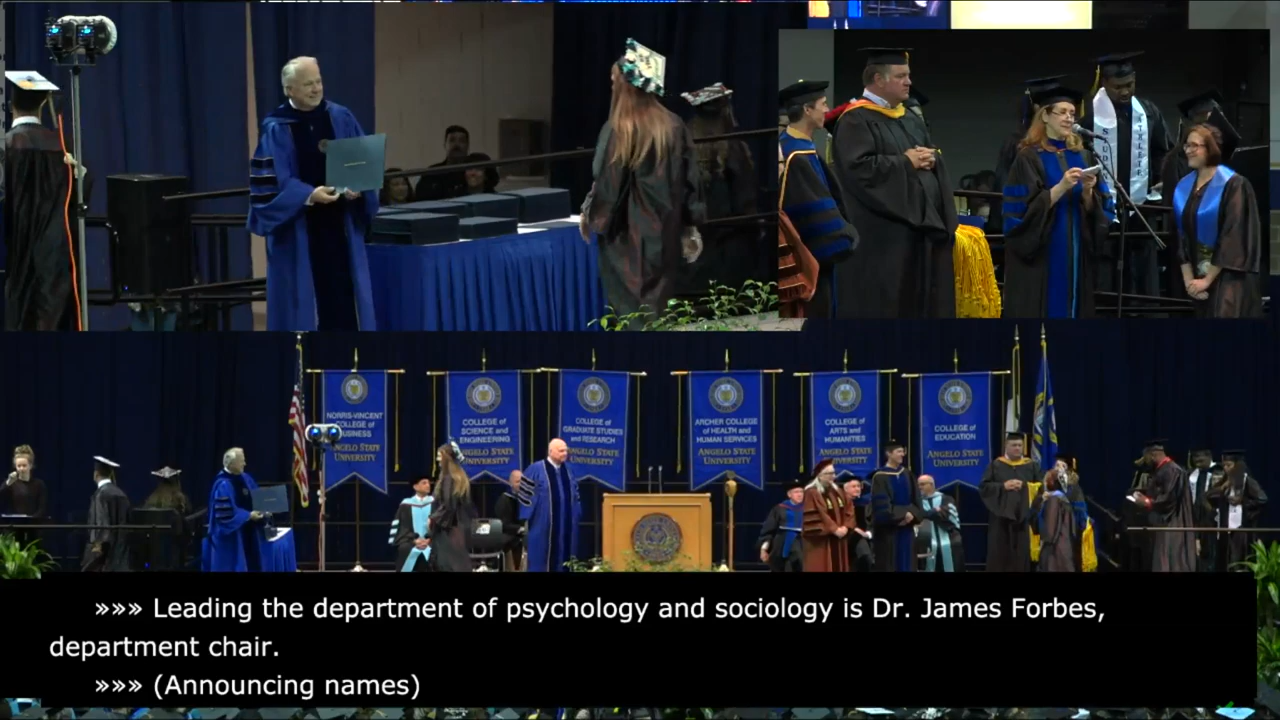 STUDENT
ATHLETE
NORRIS-VINCENT
COLLEGE of
BUSINESS
ANGELO STATE
UNIVERSITY
COLLEGE of
SCIENCE and
ENGINEERING
ANGELO STATE
UNIVERSITY
COLLEGE of
GRADUATE STUDIES
and RESEARCH
ANGELO STATE
UNIVERSITY
ARCHER COLLEGE
of HEALTH and
HUMAN SERVICES
ANGELO STATE
UNIVERSITY
COLLEGE of
ARTS and
HUMANITIES
ANGELO STATE
UNIVERSITY
COLLEGE of
EDUCATION
ANGELO STATE
UNIVERSITY
»»» Leading the department of psychology and sociology is Dr. James Forbes,
department chair.
»»» (Announcing names)